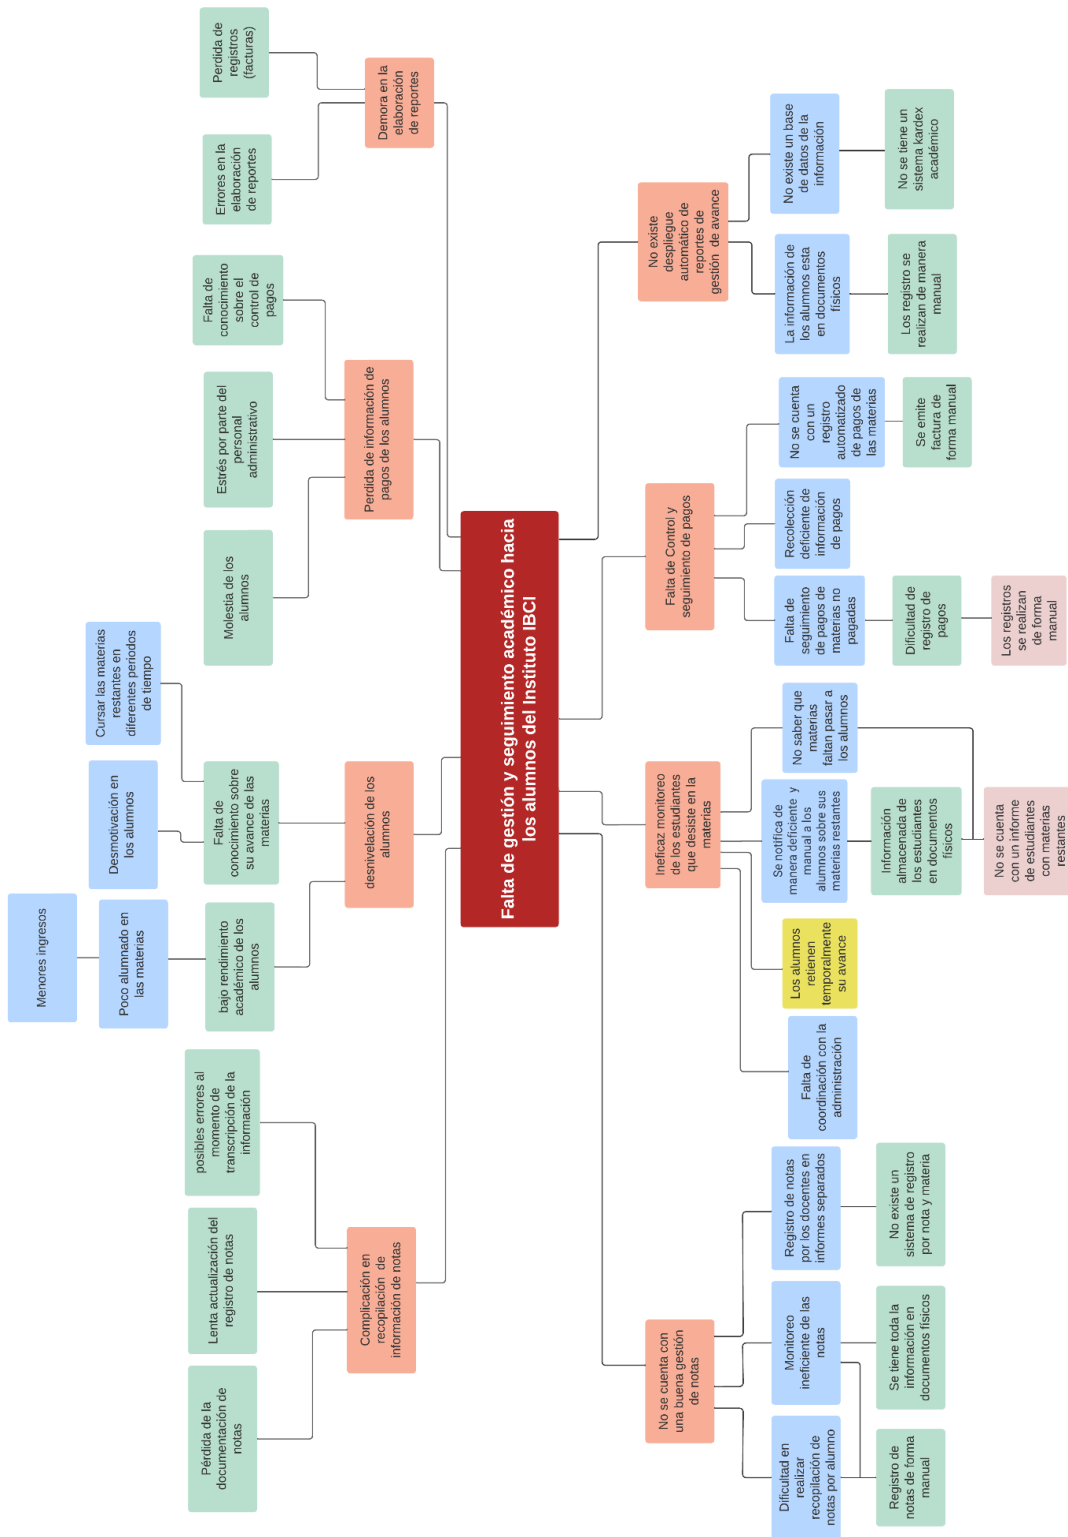 Menores ingresos
Poco alumnado en
las materias
Desmotivación en
los alumnos
Cursar las materias
restantes en
diferentes periodos
de tiempo
Pérdida de la
documentación de
notas
Lenta actualización del
registro de notas
posibles errores al
momento de
transcripción de la
información
bajo rendimiento
académico de los
alumnos
Falta de
conocimiento sobre
su avance de las
materias
Molestia de los
alumnos
Estrés por parte del
personal
administrativo
Falta de
conocimiento
sobre el
control de
pagos
Errores en la
elaboración
de reportes
Perdida de
registros
(facturas)
Complicación en
recopilación de
información de notas
desnivelación de los
alumnos
Perdida de información de
pagos de los alumnos
Demora en la
elaboración
de reportes
Falta de gestión y seguimiento académico hacia
los alumnos del Instituto IBCI
No se cuenta con
una buena gestión
de notas
Ineficaz monitoreo
de los estudiantes
que desiste en la
materias
Falta de Control y
seguimiento de pagos
No existe
despliegue
automático de
reportes de
gestión de avance
Dificultad en
realizar
recopilación de
notas por alumno
Monitoreo
ineficiente de las
notas
Registro de notas
por los docentes en
informes separados
Falta de
coordinación con la
administración
Los alumnos
retienen
temporalmente
su avance
Se notifica de
manera deficiente y
manual a los
alumnos sobre sus
materias restantes
No saber que
materias
faltan pasar a
los alumnos
Falta de
seguimiento
de pagos de
materias no
pagadas
Recolección
deficiente de
información
de pagos
No se cuenta
con un
registro
automatizado
de pagos de
las materias
La información de
los alumnos esta
en documentos
físicos
No existe un base
de datos de la
información
Registro de
notas de forma
manual
Se tiene toda la
información en
documentos físicos
No existe un
sistema de registro
por nota y materia
Información
almacenada de
los estudiantes
en documentos
físicos
Dificultad de
registro de
pagos
Se emite
factura de
forma manual
Los registro se
realizan de manera
manual
No se tiene un
sistema kardex
académico
No se cuenta
con un informe
de estudiantes
con materias
restantes
Los registros
se realizan
de forma
manual